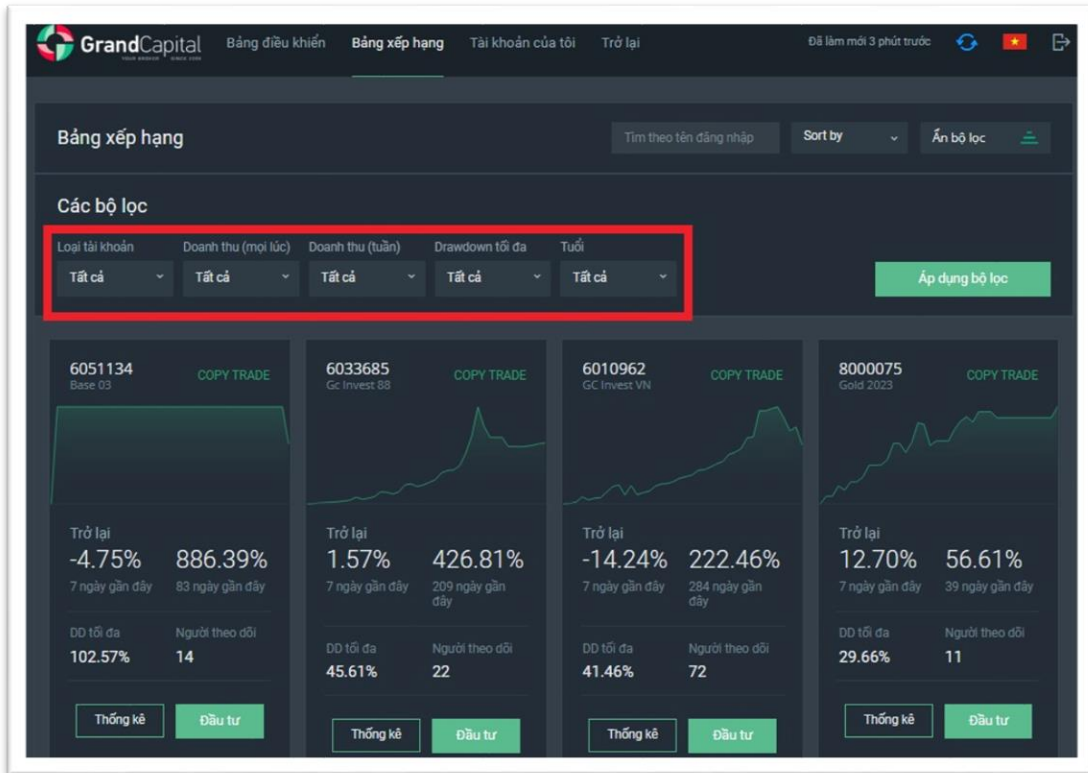 GrandCapital Bảng điều khiến Bảng xếp hạng Tài khoản của tôi Trở lại Đã làm mới 3 phút trước
YOUR BROKER SINCE 2006
Bảng xếp hạng Tìm theo tên đăng nhập Sort by Ẩn bộ lọc
Các bộ lọc
Loại tài khoản Doanh thu (mọi lúc) Doanh thu (tuần) Drawdown tối đa Tuổi
Tất cả Tất cả Tất cả Tất cả Tất cả Áp dụng bộ lọc
6051134 COPY TRADE
Base 03
Trở lại
-4.75% 886.39%
7 ngày gần đây 83 ngày gần đây
DD tối đa Người theo dõi
102.57% 14
Thống kê Đầu tư
6033685 COPY TRADE
Gc Invest 88
Trở lại
1.57% 426.81%
7 ngày gần đây 209 ngày gần
đây
DD tối đa Người theo dõi
45.61% 22
Thống kê Đầu tư
6010962 COPY TRADE
GC Invest VN
Trở lại
-14.24% 222.46%
7 ngày gần đây 284 ngày gần
đây
DD tối đa Người theo dõi
41.46% 72
Thống kê Đầu tư
8000075 COPY TRADE
Gold 2023
Trở lại
12.70% 56.61%
7 ngày gần đây 39 ngày gần đây
DD tối đa Người theo dõi
29.66% 11
Thống kê Đầu tư